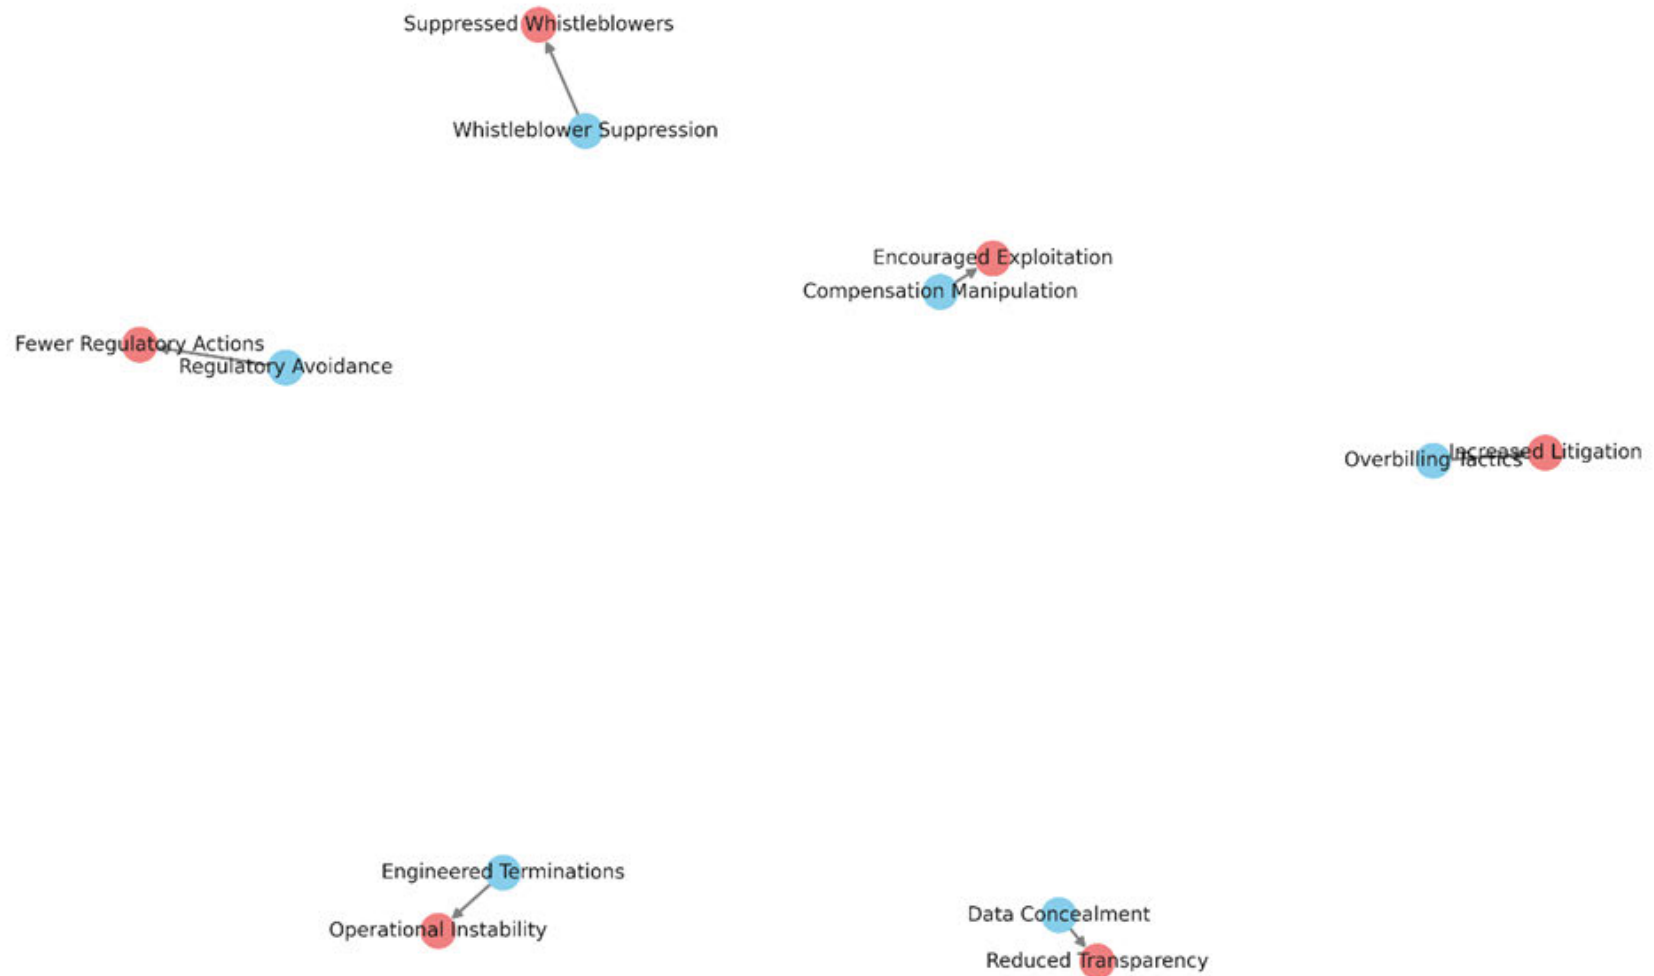 Suppressed Whistleblowers
Whistleblower Suppression
Encouraged Exploitation
Compensation Manipulation
Fewer Regulatory Actions
Regulatory Avoidance
Increased Litigation
Overbilling Tactics
Engineered Terminations
Data Concealment
Operational Instability
Reduced Transparency